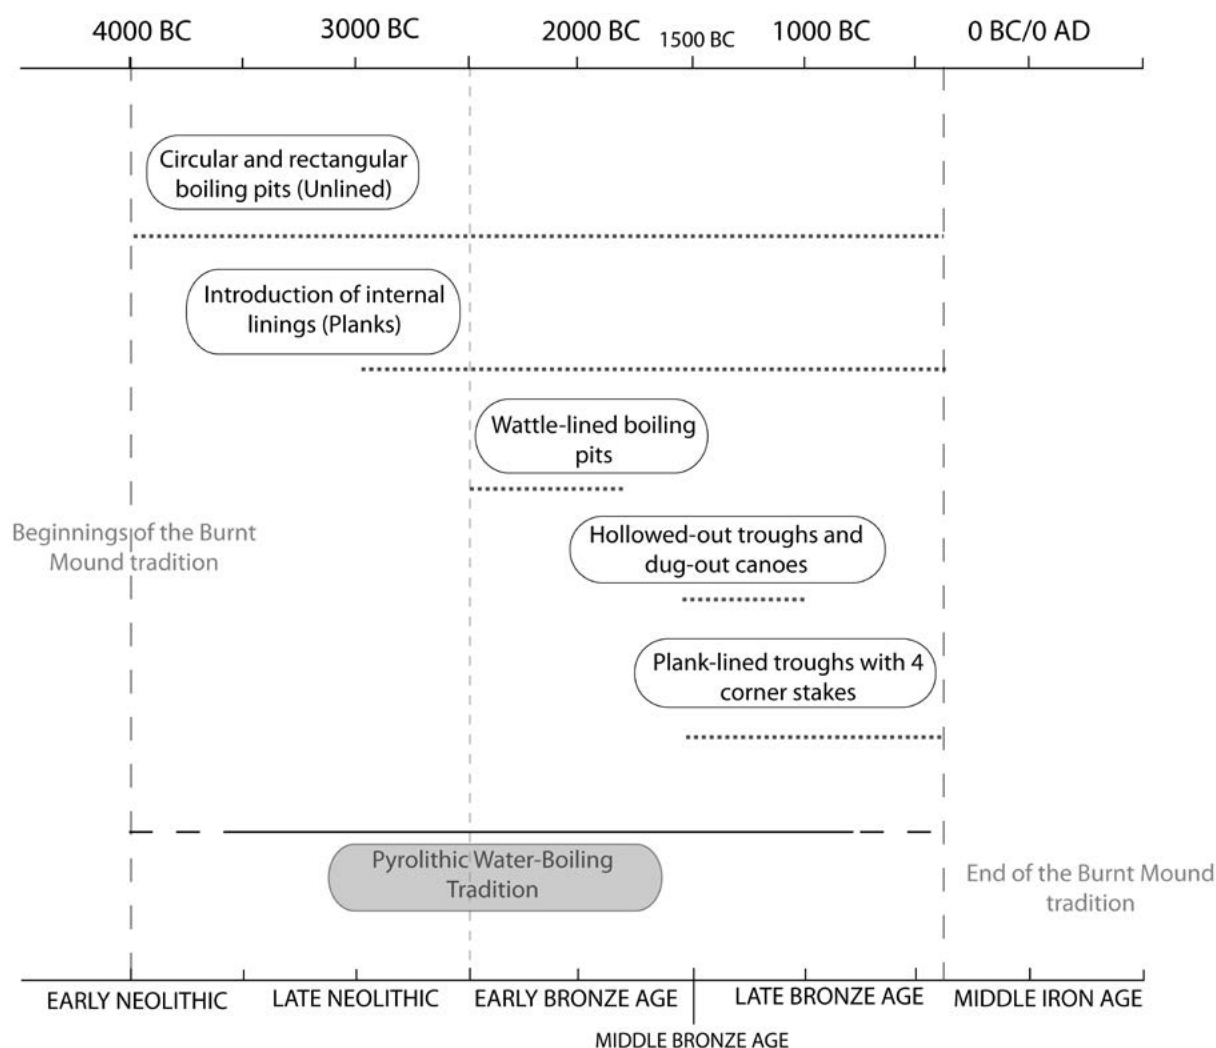 4000 BC 3000 BC 2000 BC 1500 BC 1000 BC 0 BC/0 AD
Circular and rectangular
boiling pits (Unlined)
Introduction of internal
linings (Planks)
Wattle-lined boiling
pits
Hollowed-out troughs and
dug-out canoes
Beginnings of the Burnt
Mound tradition
Plank-lined troughs with 4
corner stakes
Pyrolithic Water-Boiling
Tradition
End of the Burnt Mound
tradition
EARLY NEOLITHIC LATE NEOLITHIC EARLY BRONZE AGE LATE BRONZE AGE MIDDLE IRON AGE
MIDDLE BRONZE AGE